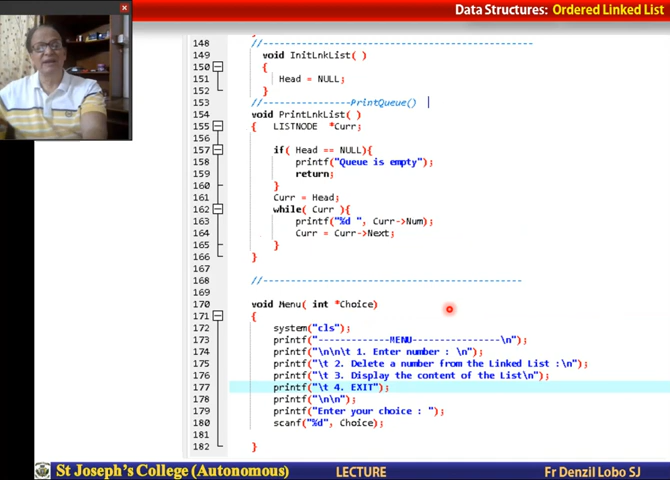 Data Structures: Ordered Linked List
148 //--------------------------------------------------
149 void InitLnkList( )
150 {
151 Head = NULL;
152 }
153 //----------------PrintQueue()
154 void PrintLnkList( )
155 { LISTNODE *Curr;
156
157 if( Head == NULL){
158 printf("Queue is empty");
159 return;
160 }
161 Curr = Head;
162 while( Curr ){
163 printf("%d ", Curr->Num);
164 Curr = Curr->Next;
165 }
166 }
167
168 //------------------------------------------------
169
170 void Menu( int *Choice)
171 {
172 system("cls");
173 printf("--------------MENU----------------\n");
174 printf("\n\n\t 1. Enter number : \n");
175 printf("\t 2. Delete a number from the Linked List :\n");
176 printf("\t 3. Display the content of the List\n");
177 printf("\t 4. EXIT");
178 printf("\n\n");
179 printf("Enter your choice : ");
180 scanf("%d", Choice);
181
182 }
St Joseph's College (Autonomous) LECTURE Fr Denzil Lobo SJ